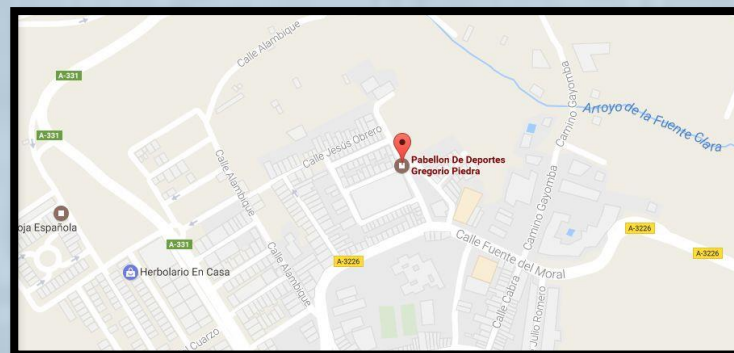 Calle Alambique
A-331
Camino Gayomba
Arroyo de la Fuente Clara
A-331
Calle Jesús Obrero
Pabellon De Deportes
Gregorio Piedra
Calle Alambique
oja Española
A-331
Camino Gayomba
A-3226
Calle Fuente del Moral
A-3226
A-3226
Herbolario En Casa
Calle Alambique
Calle Cabra
Julio Romero
Cuarzo